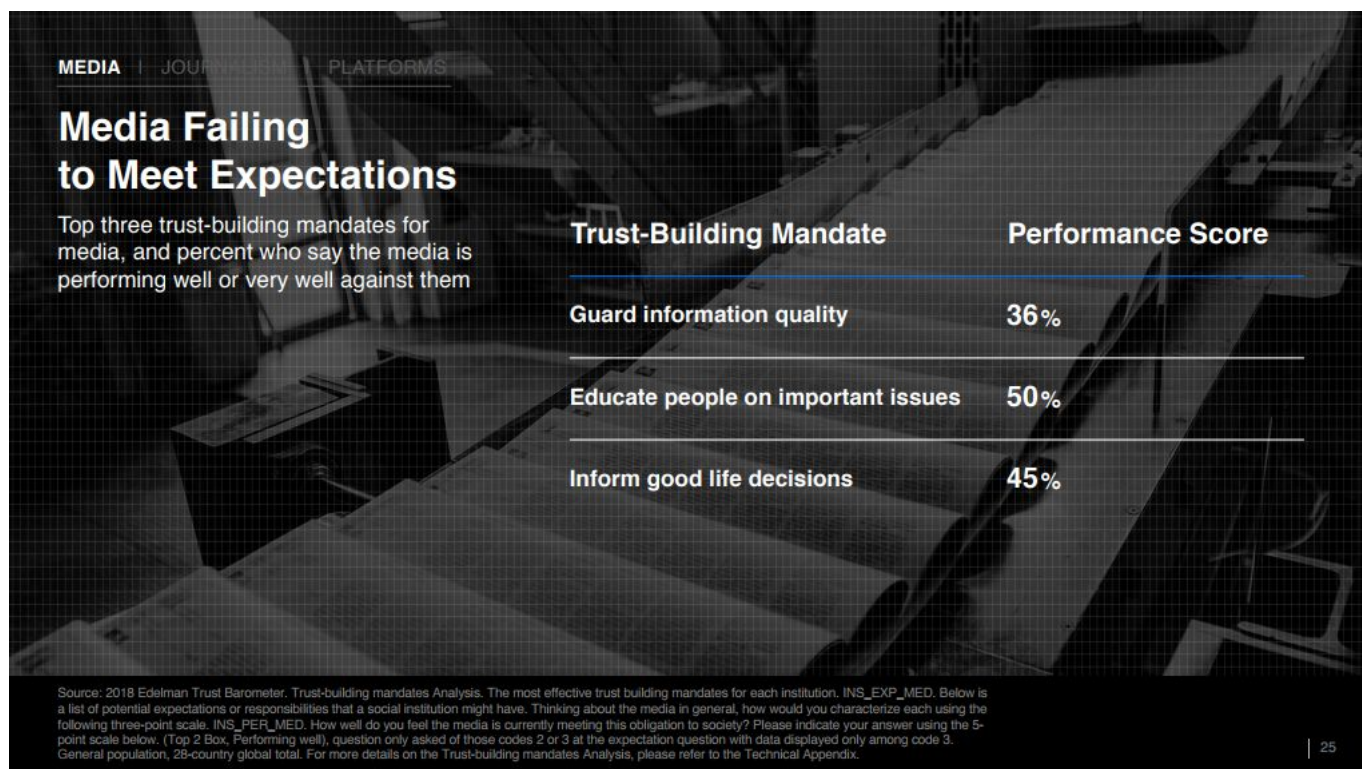 MEDIA | JOURNALISM | PLATFORMS
Media Failing
to Meet Expectations
Top three trust-building mandates for
media, and percent who say the media is
performing well or very well against them
Trust-Building Mandate Performance Score
Guard information quality 36%
Educate people on important issues 50%
Inform good life decisions 45%
Source: 2018 Edelman Trust Barometer. Trust-building mandates Analysis. The most effective trust building mandates for each institution. INS_EXP_MED. Below is
a list of potential expectations or responsibilities that a social institution might have. Thinking about the media in general, how would you characterize each using the
following three-point scale. INS_PER_MED. How well do you feel the media is currently meeting this obligation to society? Please indicate your answer using the 5-
point scale below. (Top 2 Box, Performing well), question only asked of those codes 2 or 3 at the expectation question with data displayed only among code 3.
General population, 28-country global total. For more details on the Trust-building mandates Analysis, please refer to the Technical Appendix.
| 25